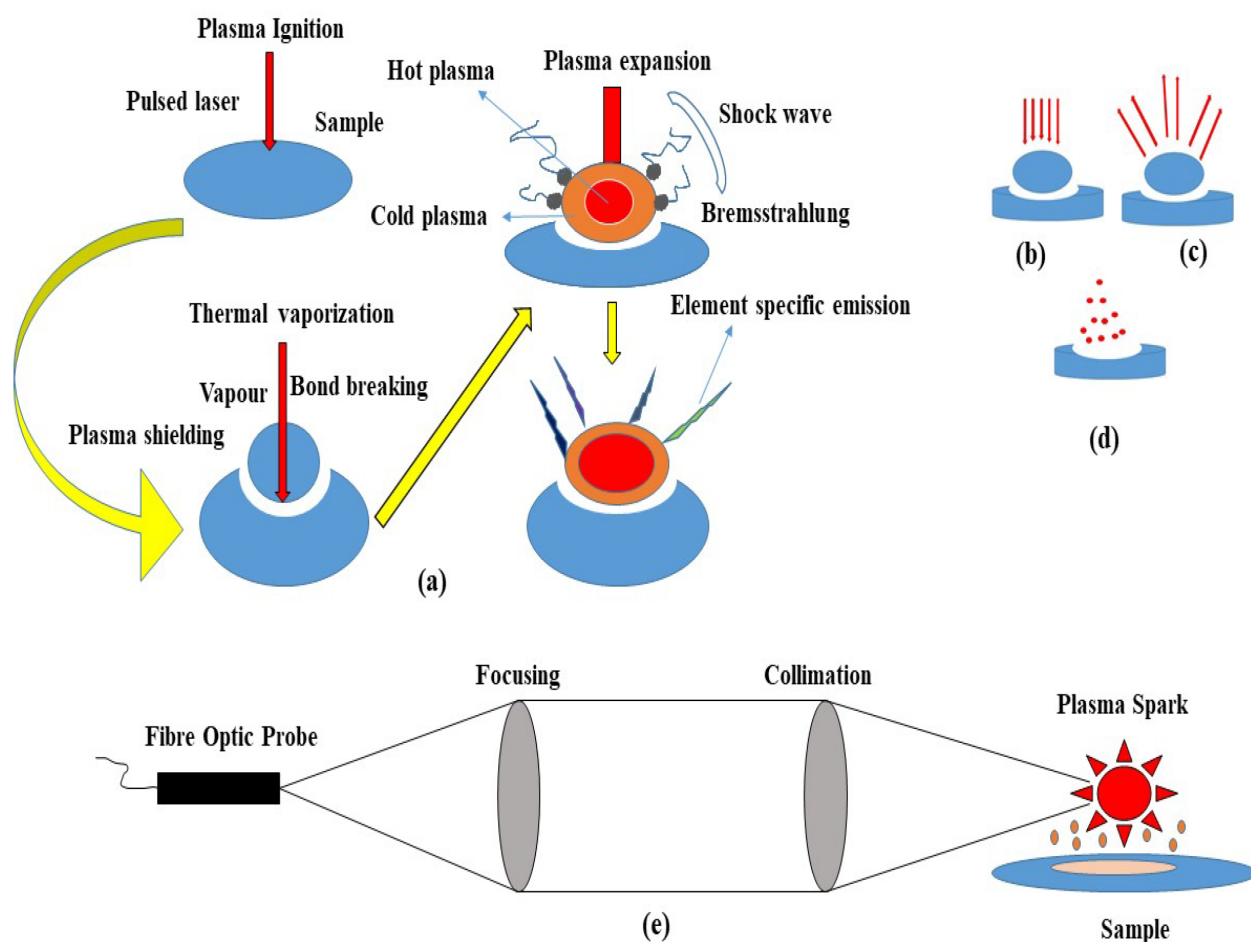 Plasma Ignition
Pulsed laser
Sample
Thermal vaporization
Vapour
Bond breaking
Plasma shielding
Hot plasma
Plasma expansion
Shock wave
Cold plasma
Bremsstrahlung
Element specific emission
(a)
(b)
(c)
(d)
Focusing
Collimation
Fibre Optic Probe
Plasma Spark
Sample
(e)